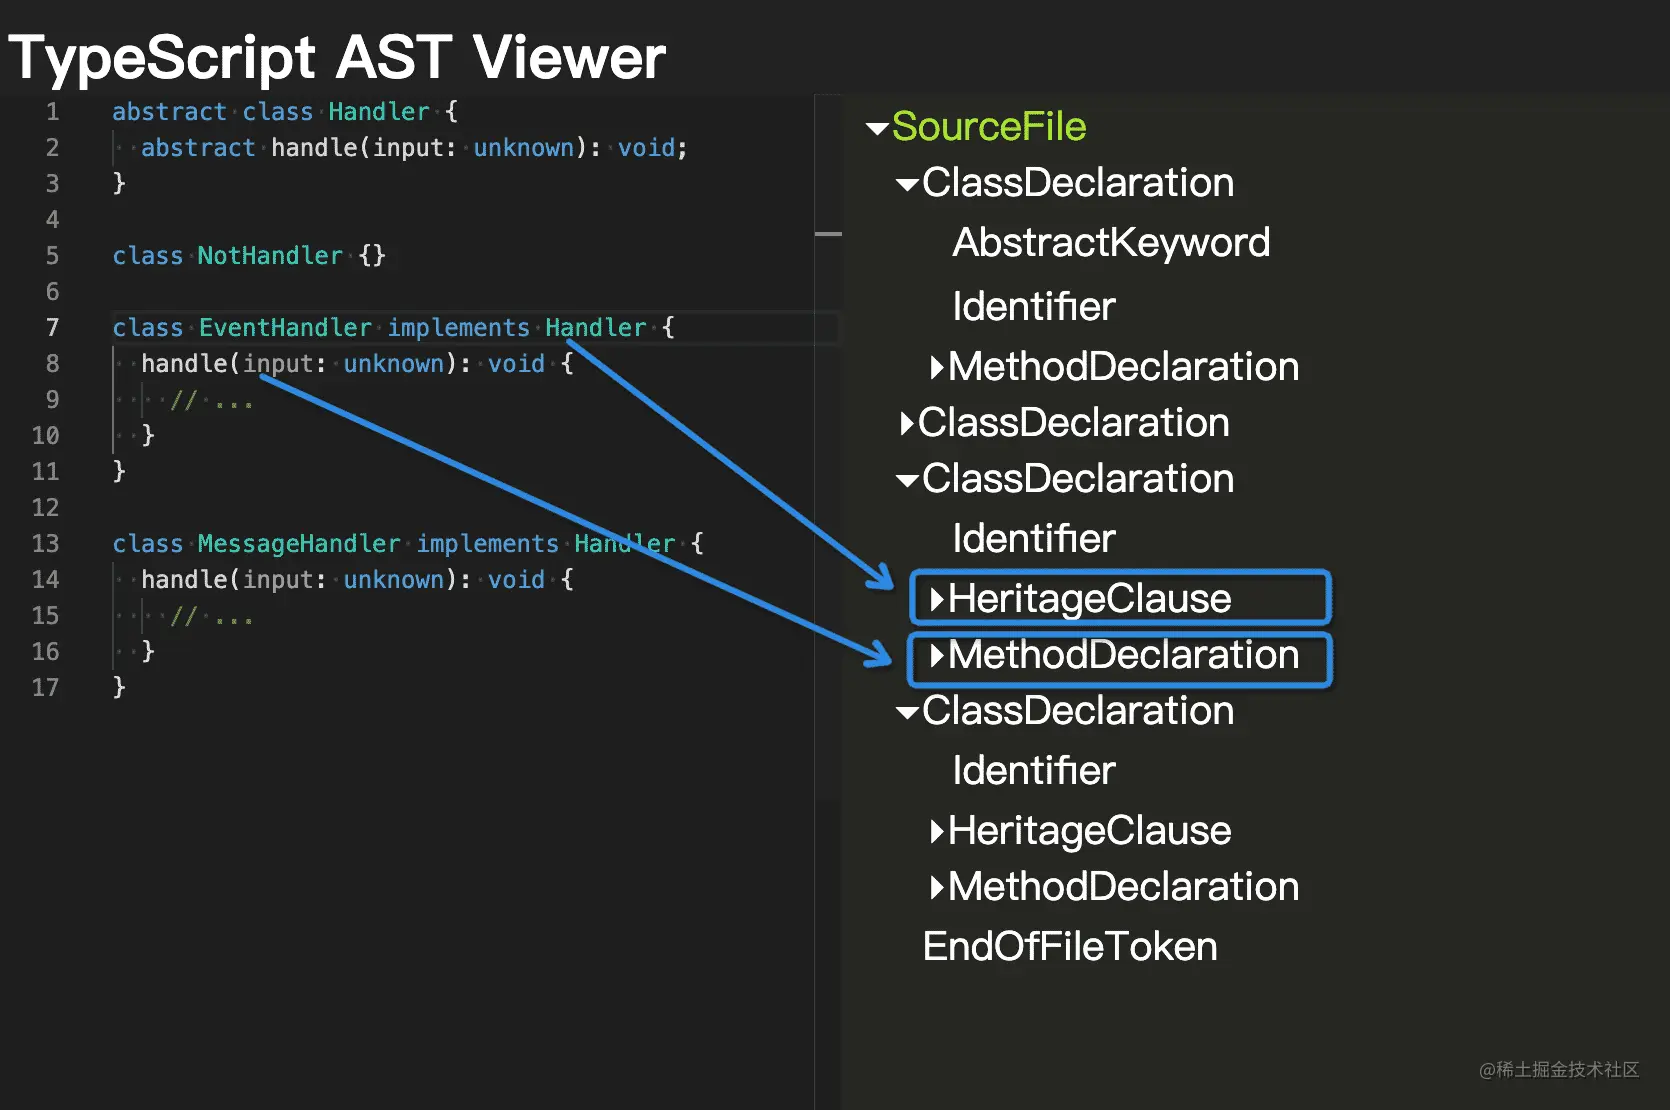 TypeScript AST Viewer
1 abstract class Handler {
2 abstract handle(input: unknown): void;
3 }
4
5 class NotHandler {}
6
7 class EventHandler implements Handler {
8 handle(input: unknown): void {
9 // ...
10 }
11 }
12
13 class MessageHandler implements Handler {
14 handle(input: unknown): void {
15 // ...
16 }
17 }
SourceFile
ClassDeclaration
AbstractKeyword
Identifier
MethodDeclaration
ClassDeclaration
ClassDeclaration
Identifier
HeritageClause
MethodDeclaration
ClassDeclaration
Identifier
HeritageClause
MethodDeclaration
EndOfFileToken
@稀土掘金技术社区